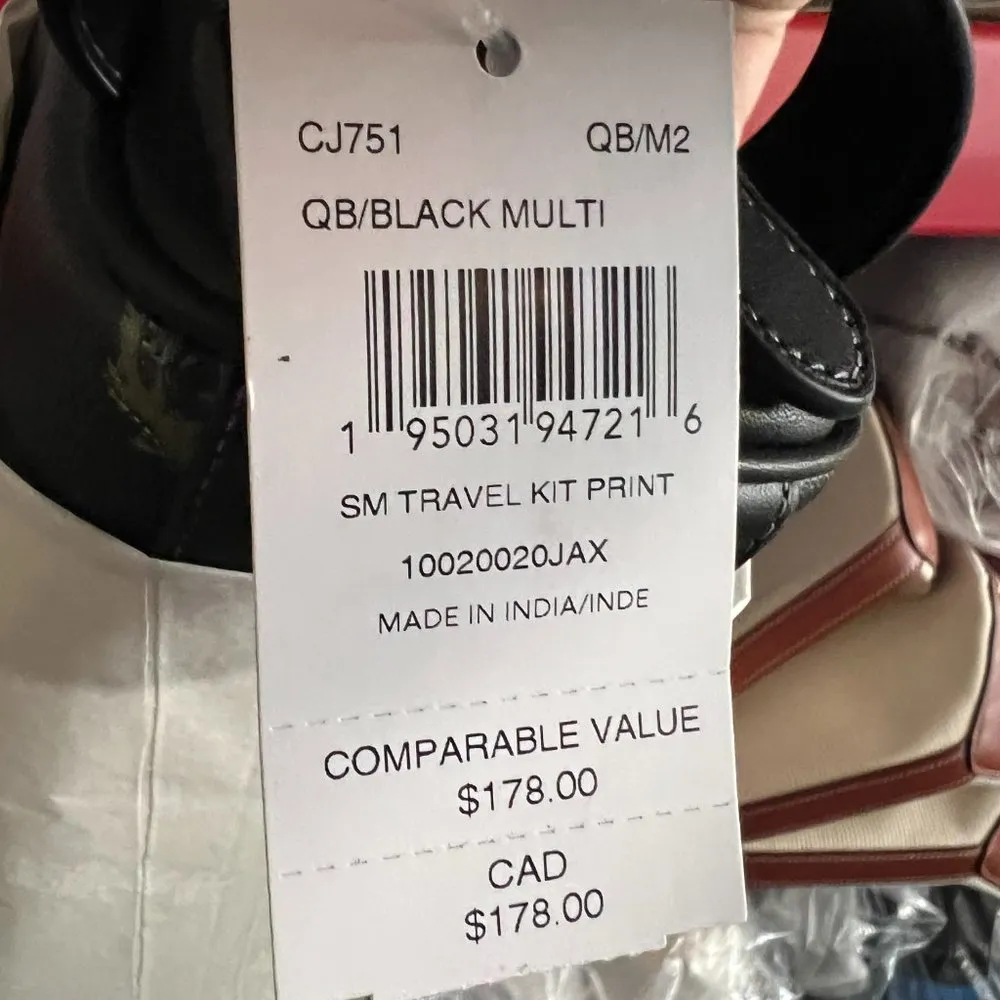 CJ751 QB/M2
QB/BLACK MULTI
1 95031 94721 6
SM TRAVEL KIT PRINT
10020020JAX
MADE IN INDIA/INDE
COMPARABLE VALUE
$178.00
CAD
$178.00